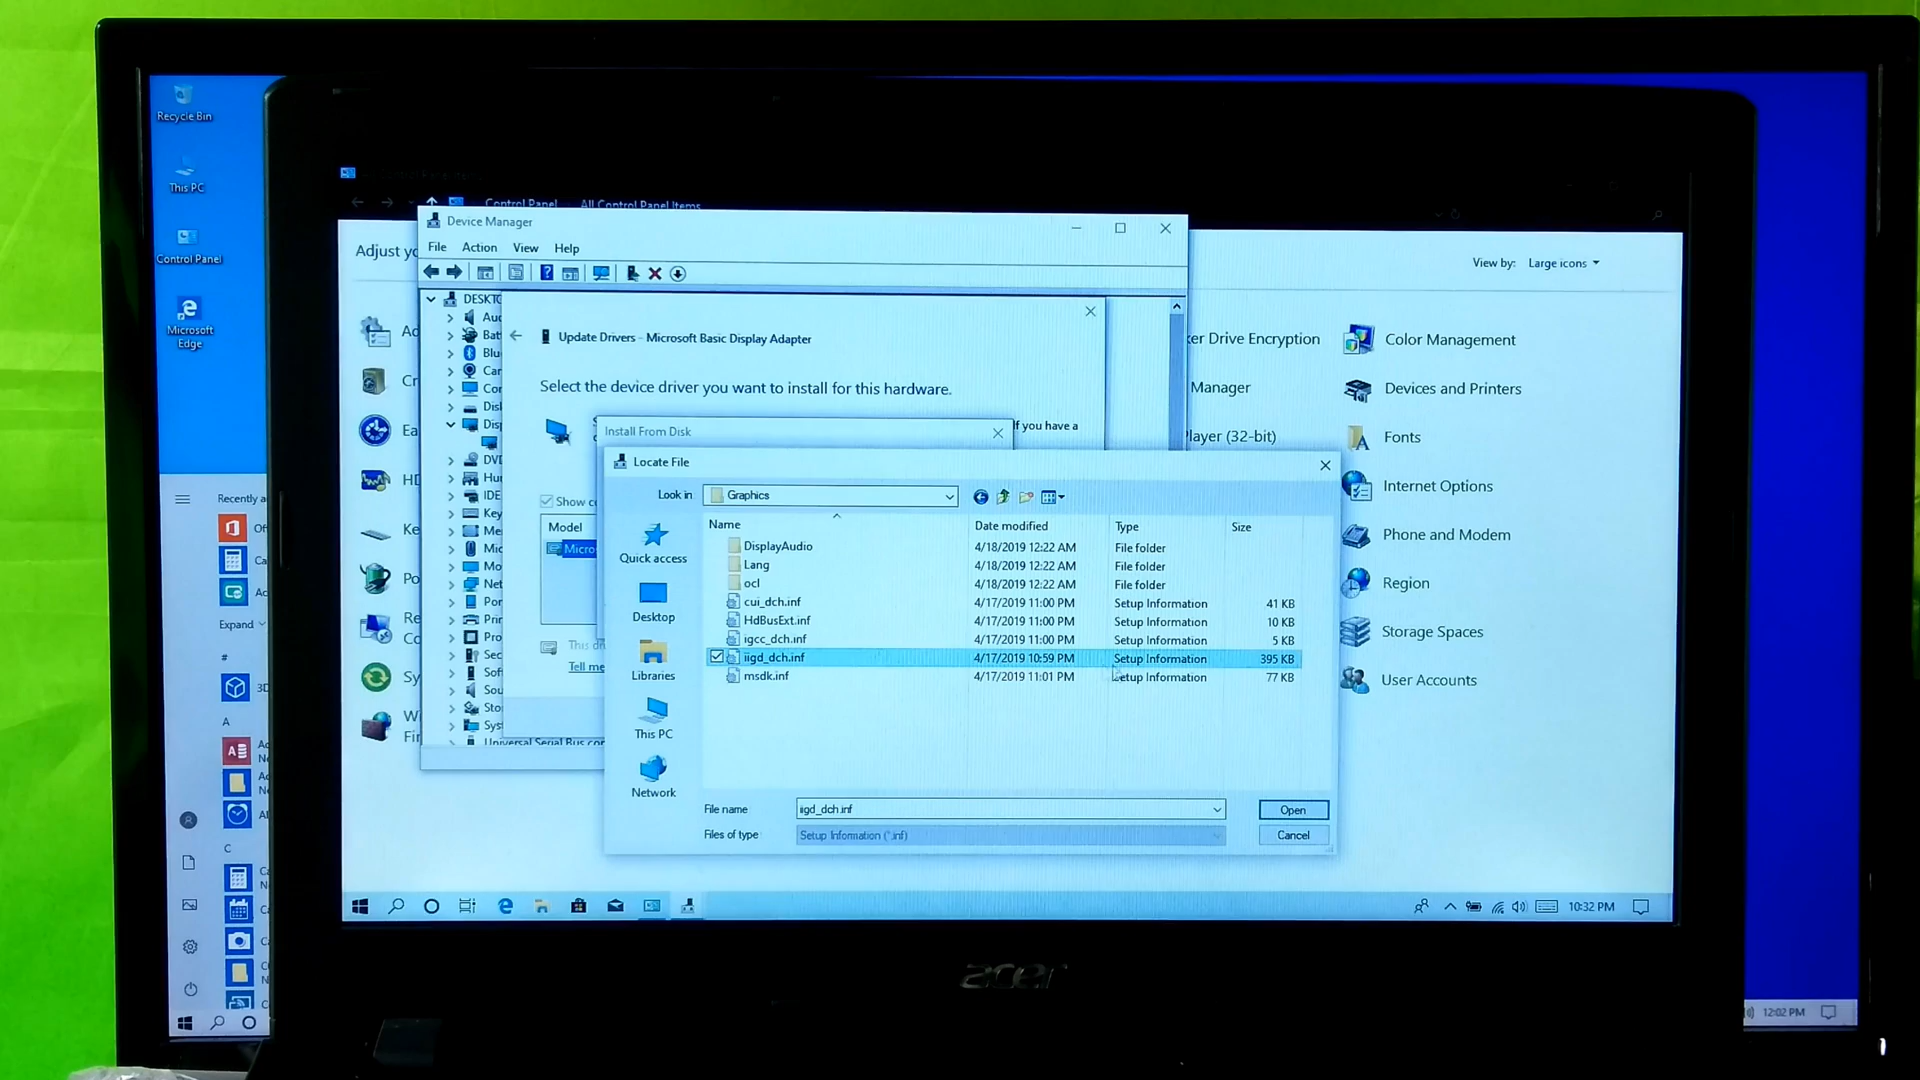 Recycle Bin
This PC
Control Panel
Microsoft
Edge
Control Panel
All Control Panel Items
Adjust
View by: Large icons
Device Manager
File Action View Help
Update Drivers - Microsoft Basic Display Adapter
Select the device driver you want to install for this hardware.
If you have a
Model
Tell me
Install From Disk
Locate File
Look in: Graphics
Name Date modified Type Size
DisplayAudio 4/18/2019 12:22 AM File folder
Lang 4/18/2019 12:22 AM File folder
ocl 4/18/2019 12:22 AM File folder
cui_dch.inf 4/17/2019 11:00 PM Setup Information 41 KB
HdBusExt.inf 4/17/2019 11:00 PM Setup Information 10 KB
igcc_dch.inf 4/17/2019 11:00 PM Setup Information 5 KB
iigd_dch.inf 4/17/2019 10:59 PM Setup Information 395 KB
msdk.inf 4/17/2019 11:01 PM Setup Information 77 KB
Quick access
Desktop
Libraries
This PC
Network
File name: iigd_dch.inf
Open
Files of type: Setup Information (*.inf)
Cancel
Drive Encryption
Color Management
Manager
Devices and Printers
Player (32-bit)
Fonts
Internet Options
Phone and Modem
Region
Storage Spaces
User Accounts
Recently
Expand
#
A
C
10:32 PM
acer
12:02 PM